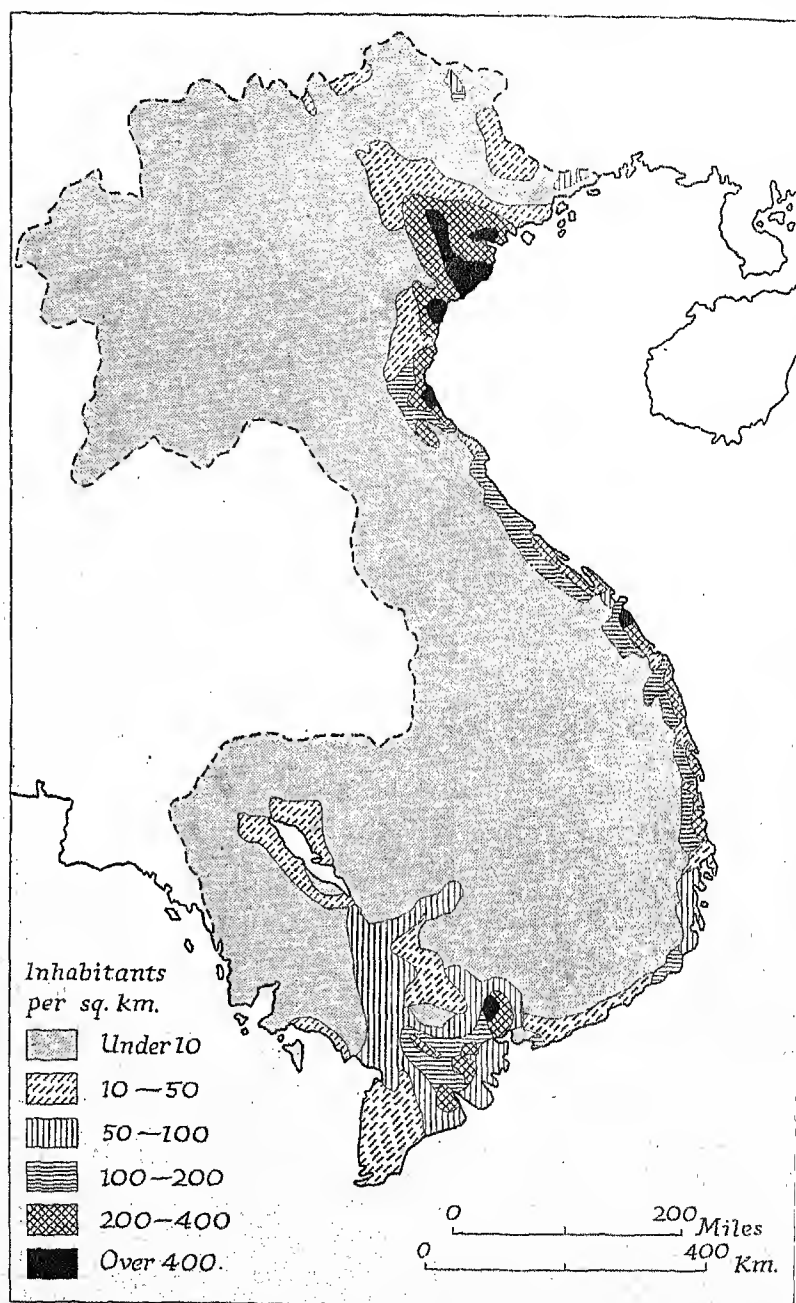 Inhabitants
per sq. km.
Under 10
10—50
50—100
100—200
200—400
Over 400.
0 200 Miles
0 400 Km.